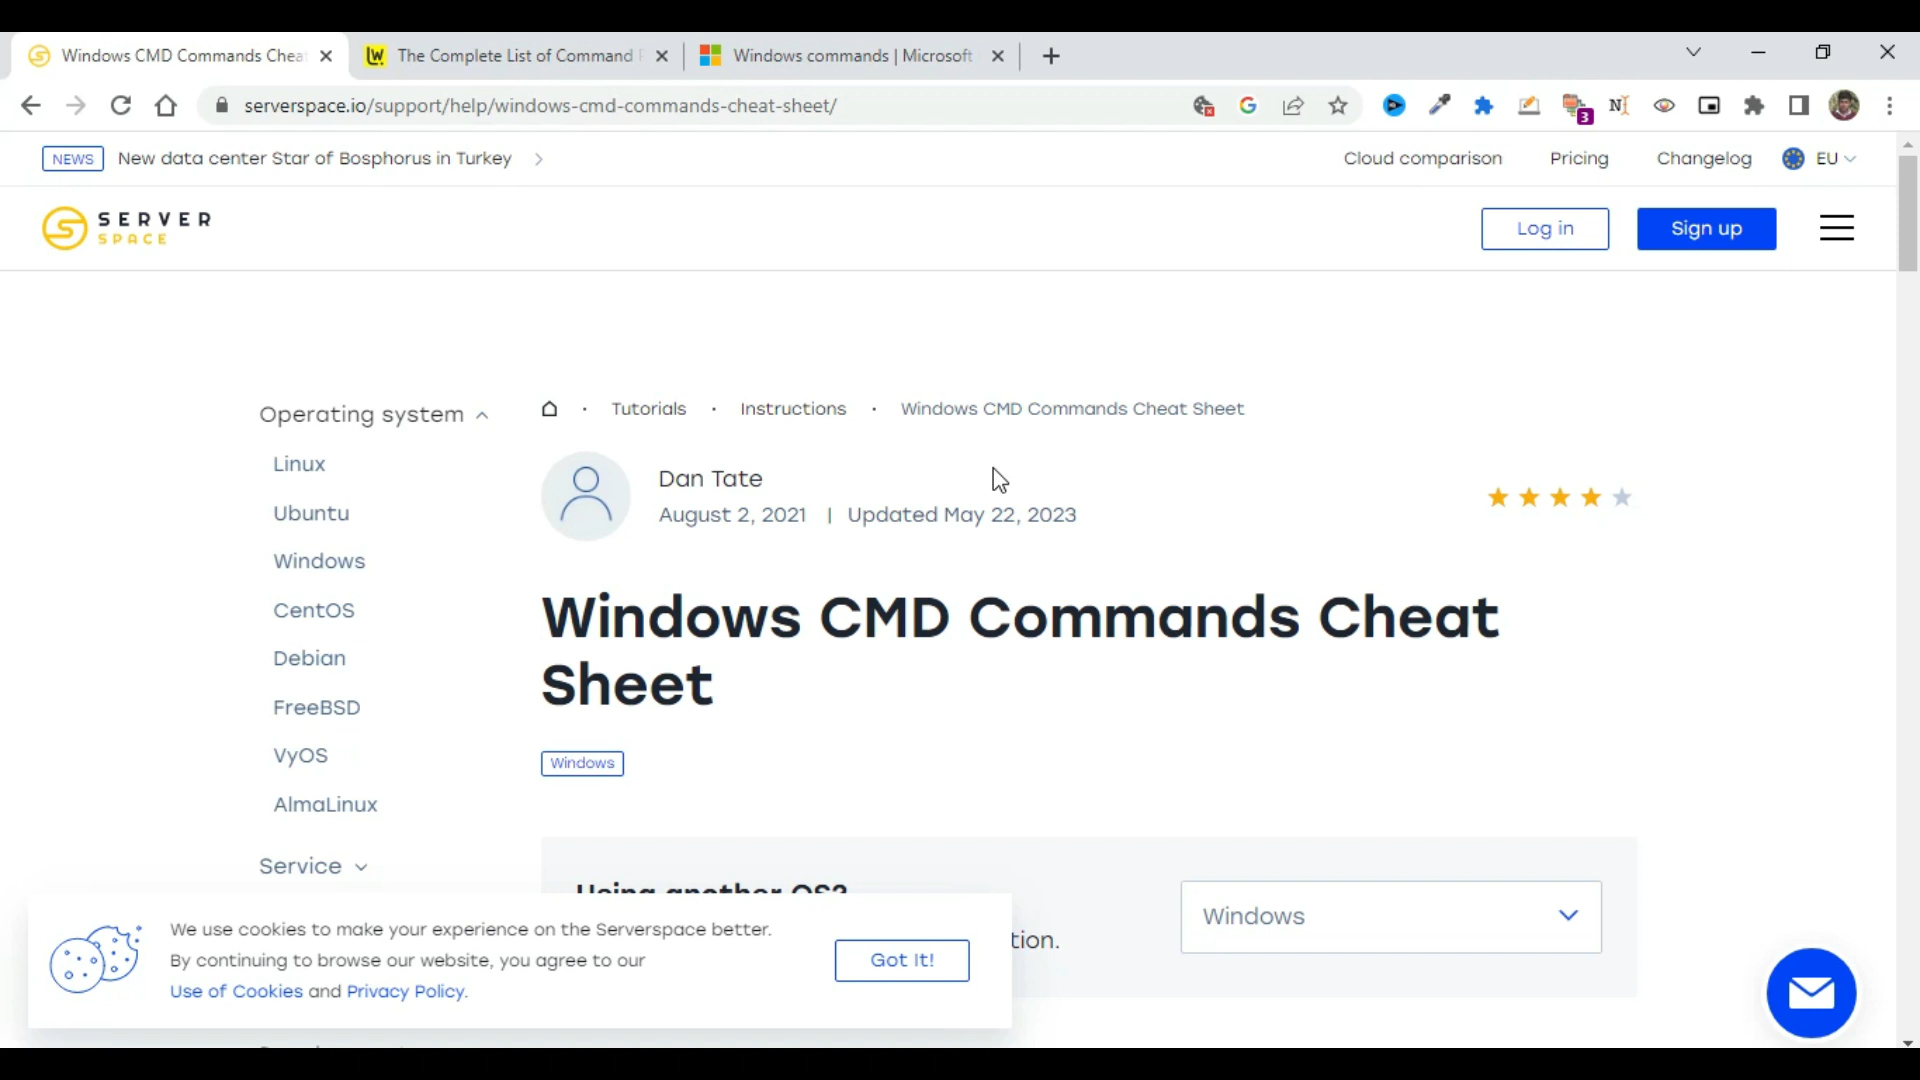 Windows CMD Commands Chea
The Complete List of Command
Windows commands | Microsoft
serverspace.io/support/help/windows-cmd-commands-cheat-sheet/
3
NEWS New data center Star of Bosphorus in Turkey
Cloud comparison Pricing Changelog EU
SERVER
SPACE
Log in Sign up
Operating system
Linux
Ubuntu
Windows
CentOS
Debian
FreeBSD
VyOS
AlmaLinux
Service
Tutorials · Instructions · Windows CMD Commands Cheat Sheet
Dan Tate
August 2, 2021 | Updated May 22, 2023
Windows CMD Commands Cheat
Sheet
Windows
Using another OS?
tion.
Windows
We use cookies to make your experience on the Serverspace better.
By continuing to browse our website, you agree to our
Use of Cookies and Privacy Policy.
Got It!